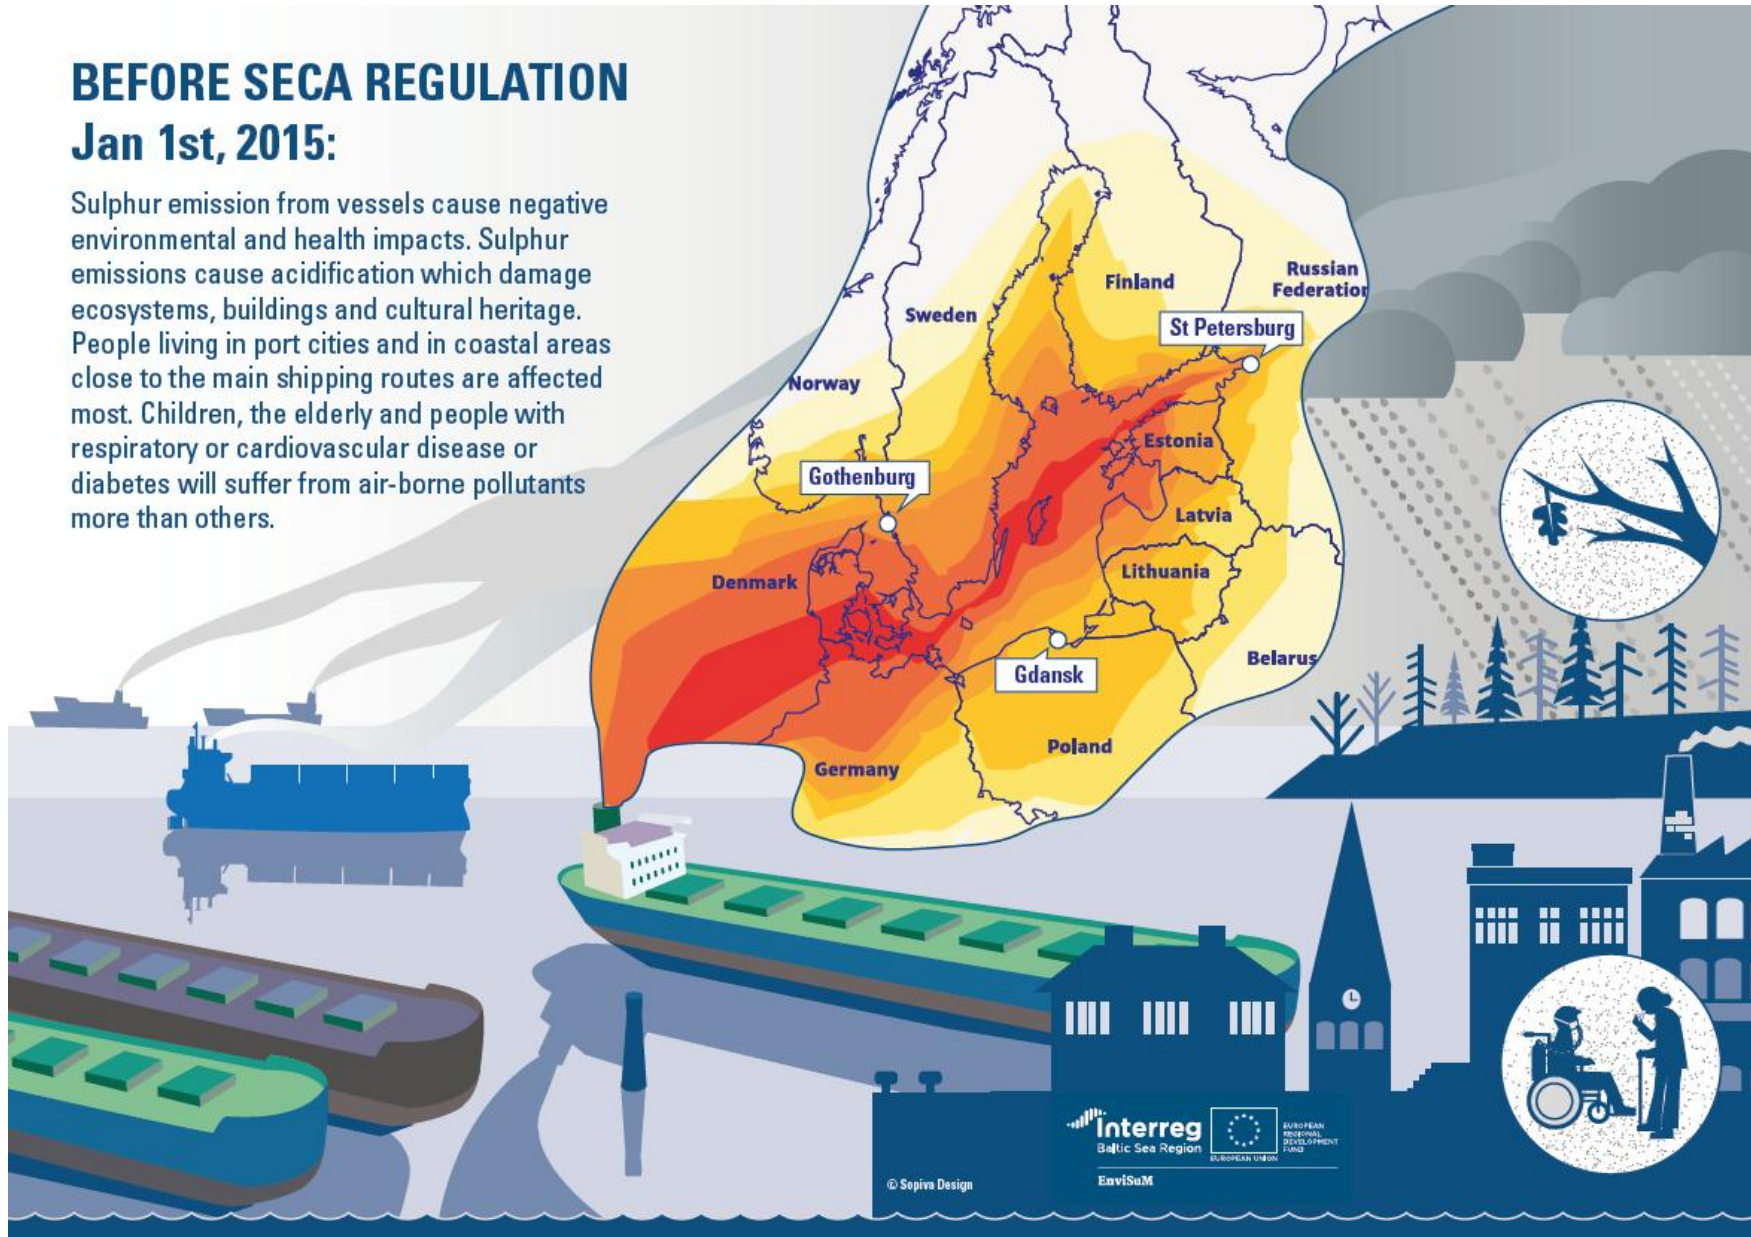 BEFORE SECA REGULATION
Jan 1st, 2015:
Sulphur emission from vessels cause negative
environmental and health impacts. Sulphur
emissions cause acidification which damage
ecosystems, buildings and cultural heritage.
People living in port cities and in coastal areas
close to the main shipping routes are affected
most. Children, the elderly and people with
respiratory or cardiovascular disease or
diabetes will suffer from air-borne pollutants
more than others.
Russian
Federation
Finland
Sweden
St Petersburg
Norway
Estonia
Gothenburg
Latvia
Denmark
Lithuania
Belarus
Gdansk
Poland
Germany
Interreg
Baltic Sea Region
EUROPEAN UNION
EUROPEAN
REGIONAL
DEVELOPMENT
FUND
EnviSuM
© Sopiva Design